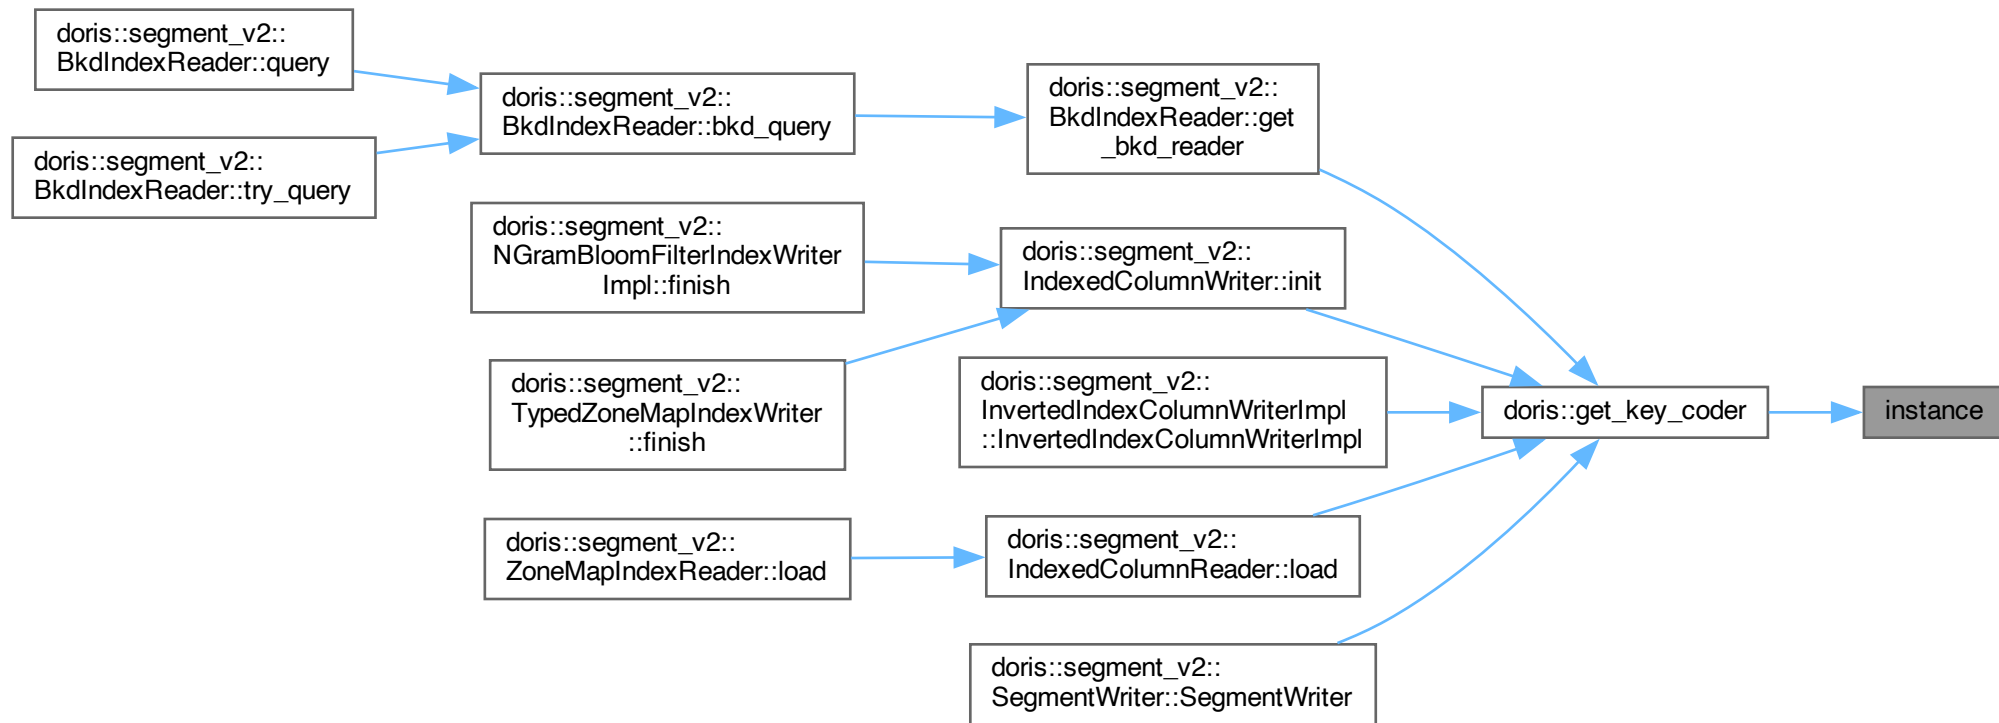 doris::segment_v2::
BkdIndexReader::query
doris::segment_v2::
BkdIndexReader::try_query
doris::segment_v2::
BkdIndexReader::bkd_query
doris::segment_v2::
NGramBloomFilterIndexWriter
Impl::finish
doris::segment_v2::
TypedZoneMapIndexWriter
::finish
doris::segment_v2::
ZoneMapIndexReader::load
doris::segment_v2::
BkdIndexReader::get
_bkd_reader
doris::segment_v2::
IndexedColumnWriter::init
doris::segment_v2::
InvertedIndexColumnWriterImpl
::InvertedIndexColumnWriterImpl
doris::segment_v2::
IndexedColumnReader::load
doris::segment_v2::
SegmentWriter::SegmentWriter
doris::get_key_coder
instance